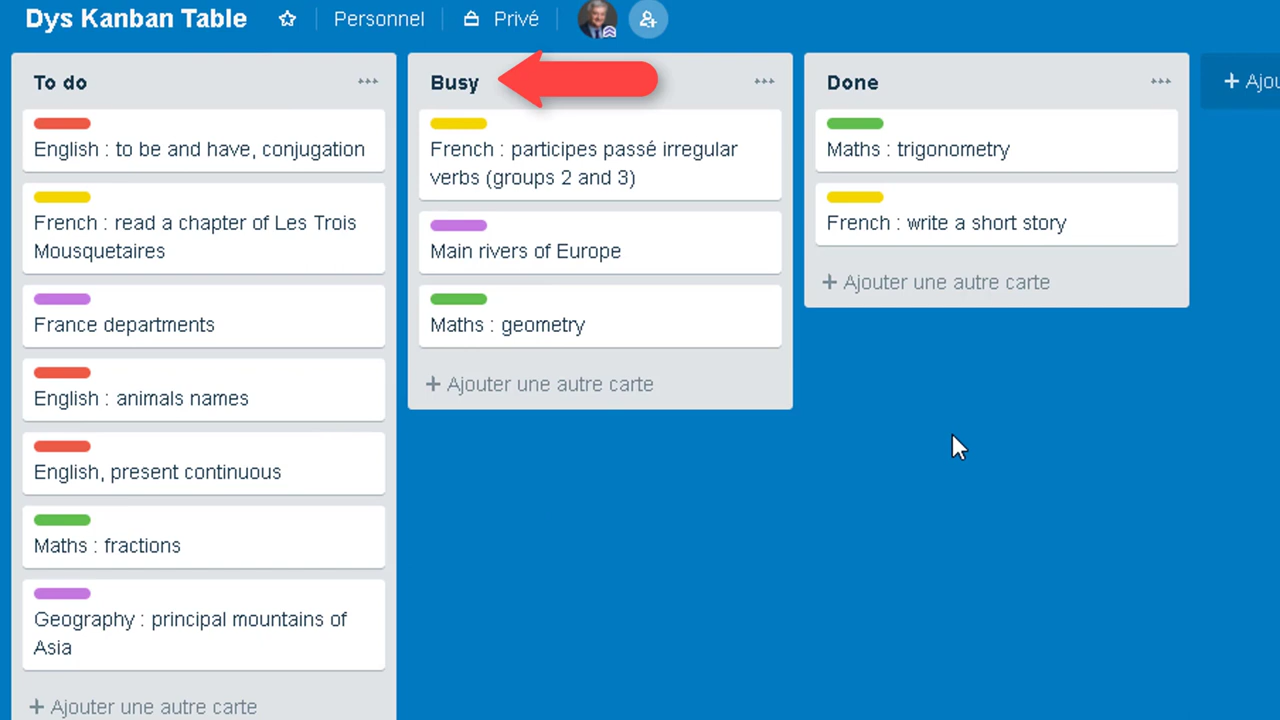 Dys Kanban Table
Personnel
Privé
To do
English : to be and have, conjugation
French : read a chapter of Les Trois
Mousquetaires
France departments
English : animals names
English, present continuous
Maths : fractions
Geography : principal mountains of
Asia
+ Ajouter une autre carte
Busy
French : participes passé irregular
verbs (groups 2 and 3)
Main rivers of Europe
Maths : geometry
+ Ajouter une autre carte
Done
Maths : trigonometry
French : write a short story
+ Ajouter une autre carte
+ Ajou